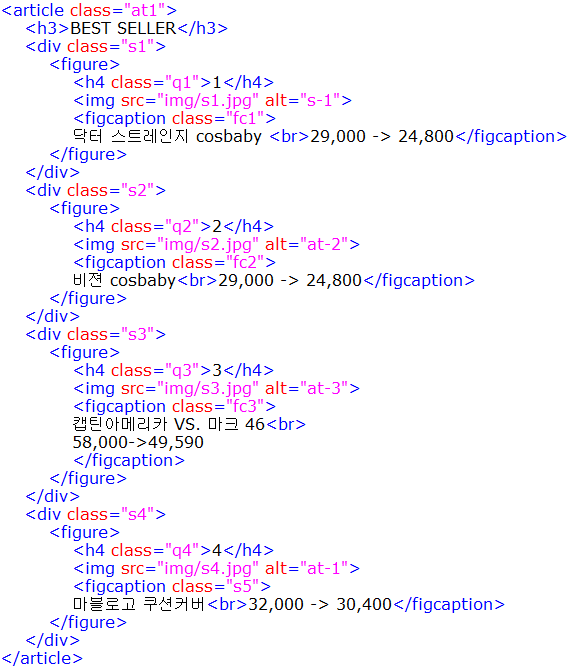 <article class="at1">
<h3>BEST SELLER</h3>
<div class="s1">
<figure>
<h4 class="q1">1</h4>
<img src="img/s1.jpg" alt="s-1">
<figcaption class="fc1">
닥터 스트레인지 cosbaby <br>29,000 -> 24,800</figcaption>
</figure>
</div>
<div class="s2">
<figure>
<h4 class="q2">2</h4>
<img src="img/s2.jpg" alt="at-2">
<figcaption class="fc2">
비젼 cosbaby<br>29,000 -> 24,800</figcaption>
</figure>
</div>
<div class="s3">
<figure>
<h4 class="q3">3</h4>
<img src="img/s3.jpg" alt="at-3">
<figcaption class="fc3">
캡틴아메리카 VS. 마크 46<br>
58,000->49,590
</figcaption>
</figure>
</div>
<div class="s4">
<figure>
<h4 class="q4">4</h4>
<img src="img/s4.jpg" alt="at-1">
<figcaption class="s5">
마블로고 쿠션커버<br>32,000 -> 30,400</figcaption>
</figure>
</div>
</article>